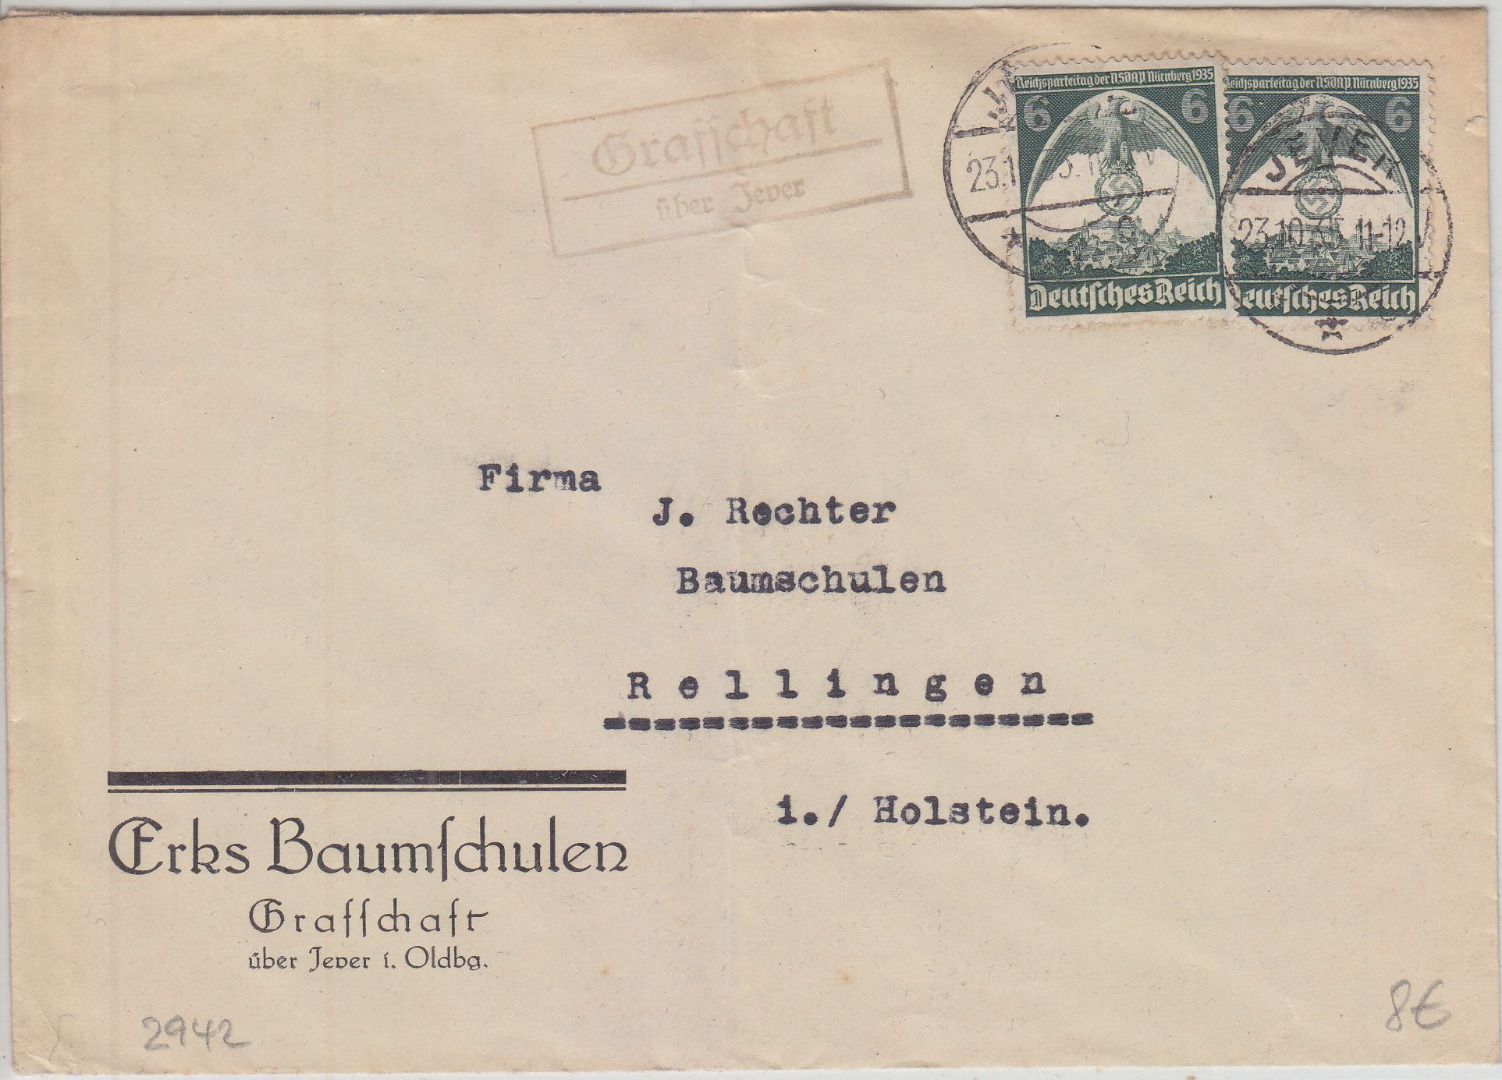 Grafschaft
über Jever
Reichsparteitag der NSDAP Nürnberg 1935
6 6
Deutsches Reich
Reichsparteitag der NSDAP Nürnberg 1935
6 6
Deutsches Reich
JEVER
23.10.35.11-12
Firma
J. Rechter
Baumschulen
Rellingen
i./ Holstein.
Erks Baumſchulen
Grafſchaft
über Jever i. Oldbg.
2942
8€